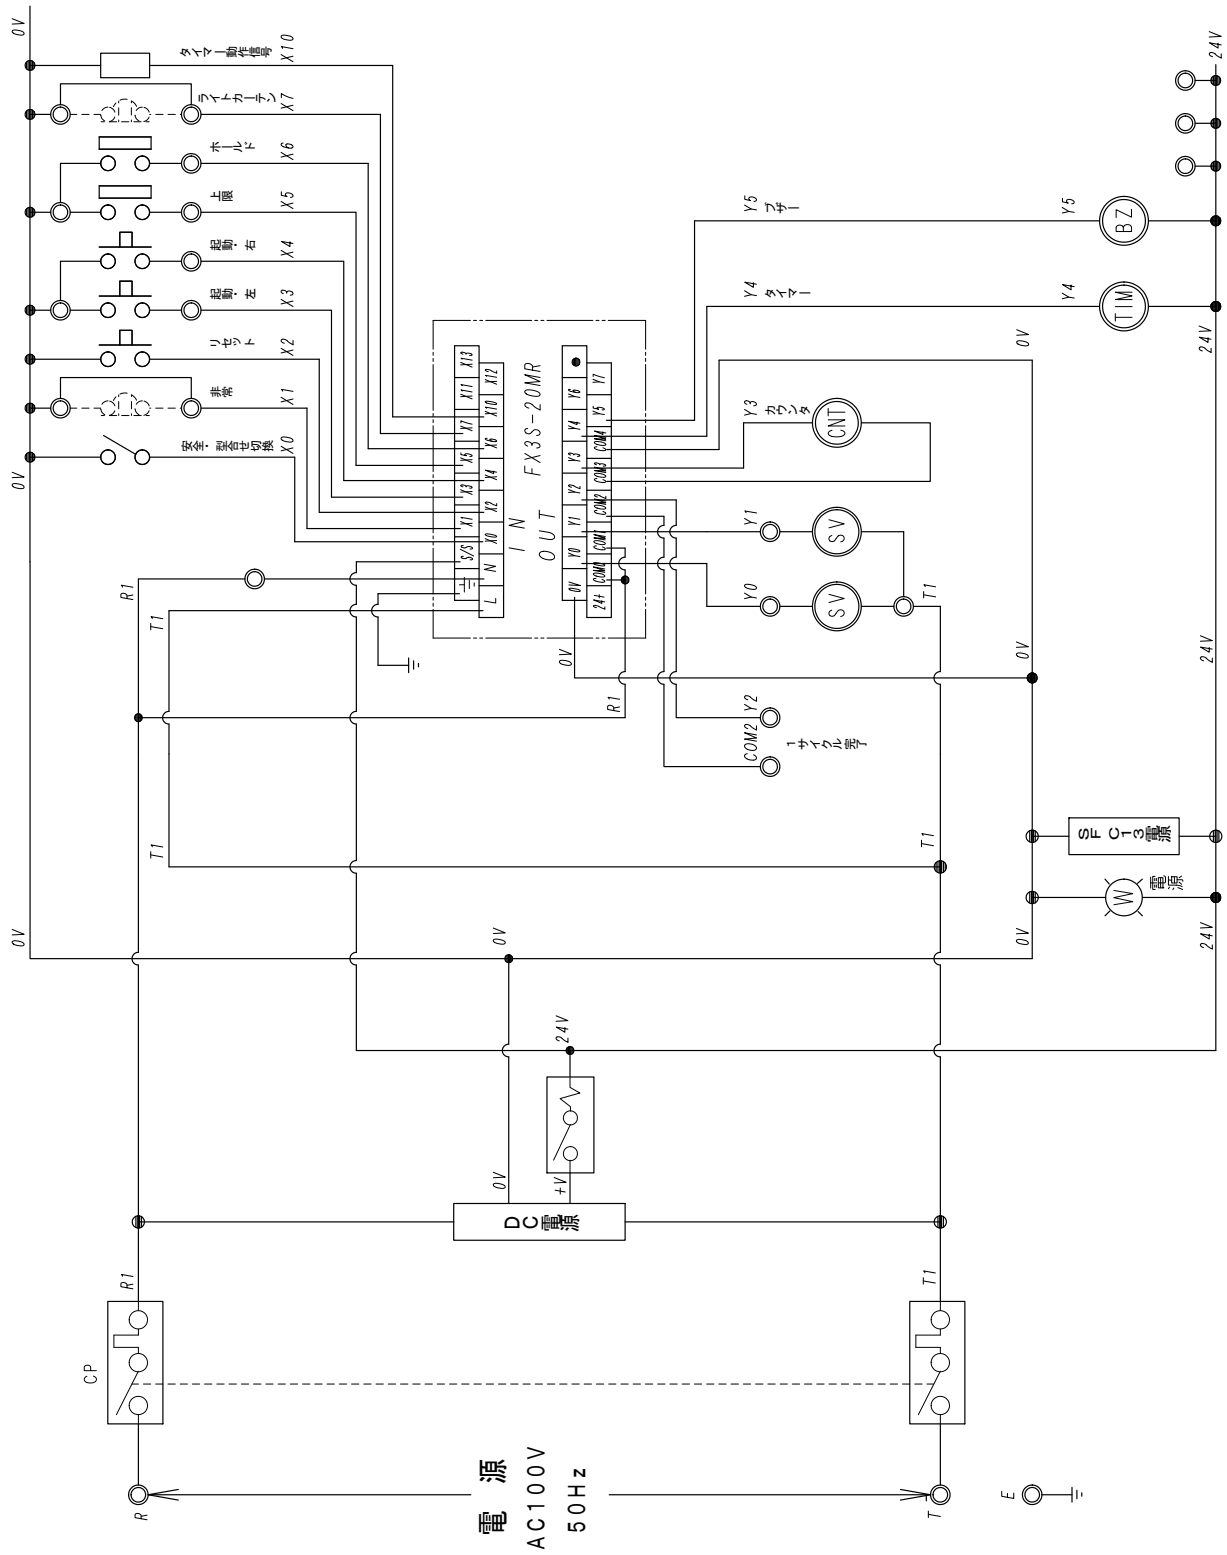 電源
AC100V
50Hz
R
T
E
CP
R1
T1
DC電源
0V
+V
24V
0V
0V
0V
24V
W
電源
SFC13電源
T1
T1
R1
T1
R1
0V
0V
0V
24V
24V
24V
0V
0V
0V
安全・型合せ切換
X0
非常
X1
リセット
X2
起動・左
X3
起動・右
X4
上限
X5
ホールド
X6
ライトカーテン
X7
タイマー動作信号
X10
L
N
S/S
X0
X1
X2
X3
X4
X5
X6
X7
X10
X11
X12
X13
IN
FX3S-20MR
OUT
0V
Y0
Y1
Y2
Y3
Y4
Y6
24+
COM0
COM1
COM2
COM3
COM4
Y5
Y7
COM2
Y2
1サイクル完了
Y0
SV
T1
Y1
SV
Y3 カウンタ
CNT
Y4 タイマー
Y4
TIM
Y5 ブザー
Y5
BZ